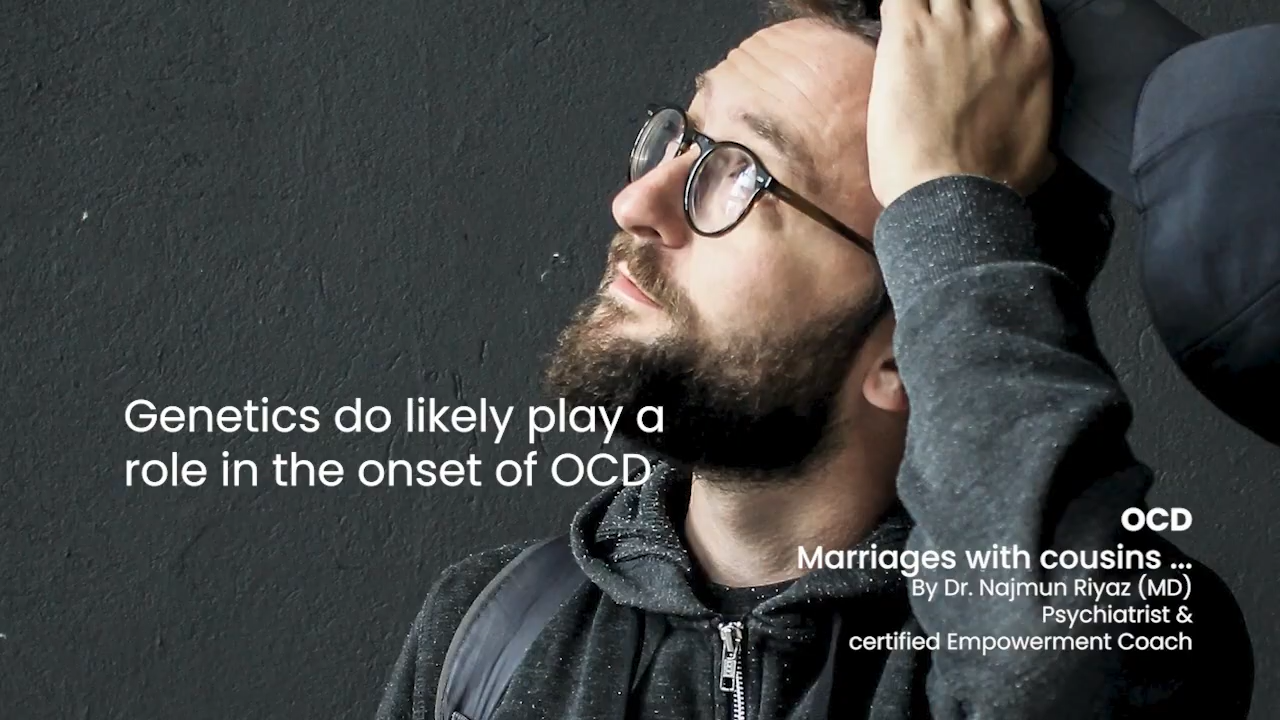 Genetics do likely play a
role in the onset of OCD
OCD
Marriages with cousins ...
By Dr. Najmun Riyaz (MD)
Psychiatrist &
certified Empowerment Coach